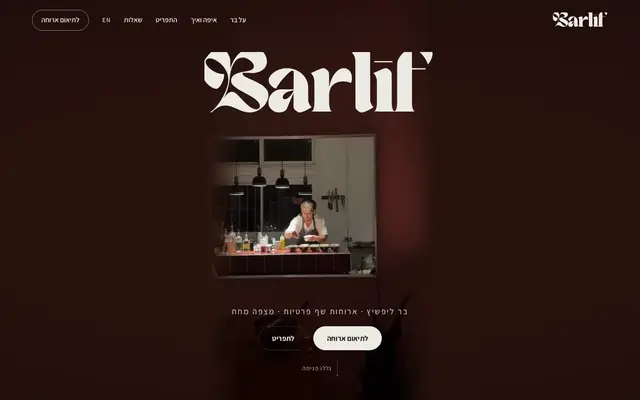 Barlif
על בר
איפה ואיך
התפריט
שאלות
EN
לתיאום ארוחה
Barlif
בר ליפשיץ · ארוחות שף פרטיות · מצפה מתת
לתיאום ארוחה
לתפריט
גללו פנימה